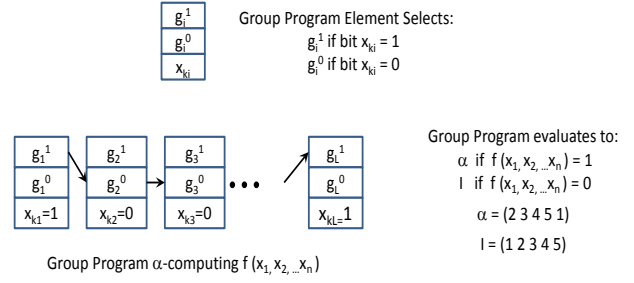 g_i^1
g_i^0
x_ki
Group Program Element Selects:
g_i^1 if bit x_ki = 1
g_i^0 if bit x_ki = 0
g_1^1 g_2^1 g_3^1 g_L^1
g_1^0 g_2^0 g_3^0 ••• g_L^0
x_k1=1 x_k2=0 x_k3=0 x_kL=1
Group Program α-computing f (x_1, x_2, ...x_n)
Group Program evaluates to:
α if f (x_1, x_2, ...x_n) = 1
I if f (x_1, x_2, ...x_n) = 0
α = (2 3 4 5 1)
I = (1 2 3 4 5)